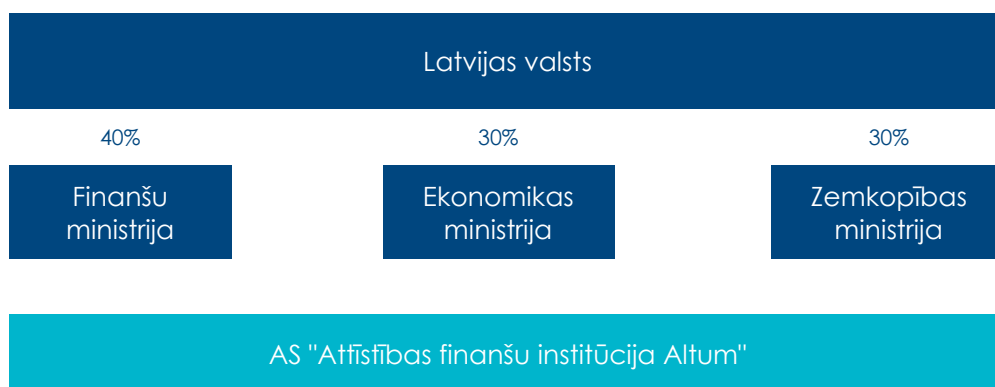 Latvijas valsts
40%
30%
30%
Finanšu
ministrija
Ekonomikas
ministrija
Zemkopības
ministrija
AS "Attīstības finanšu institūcija Altum"